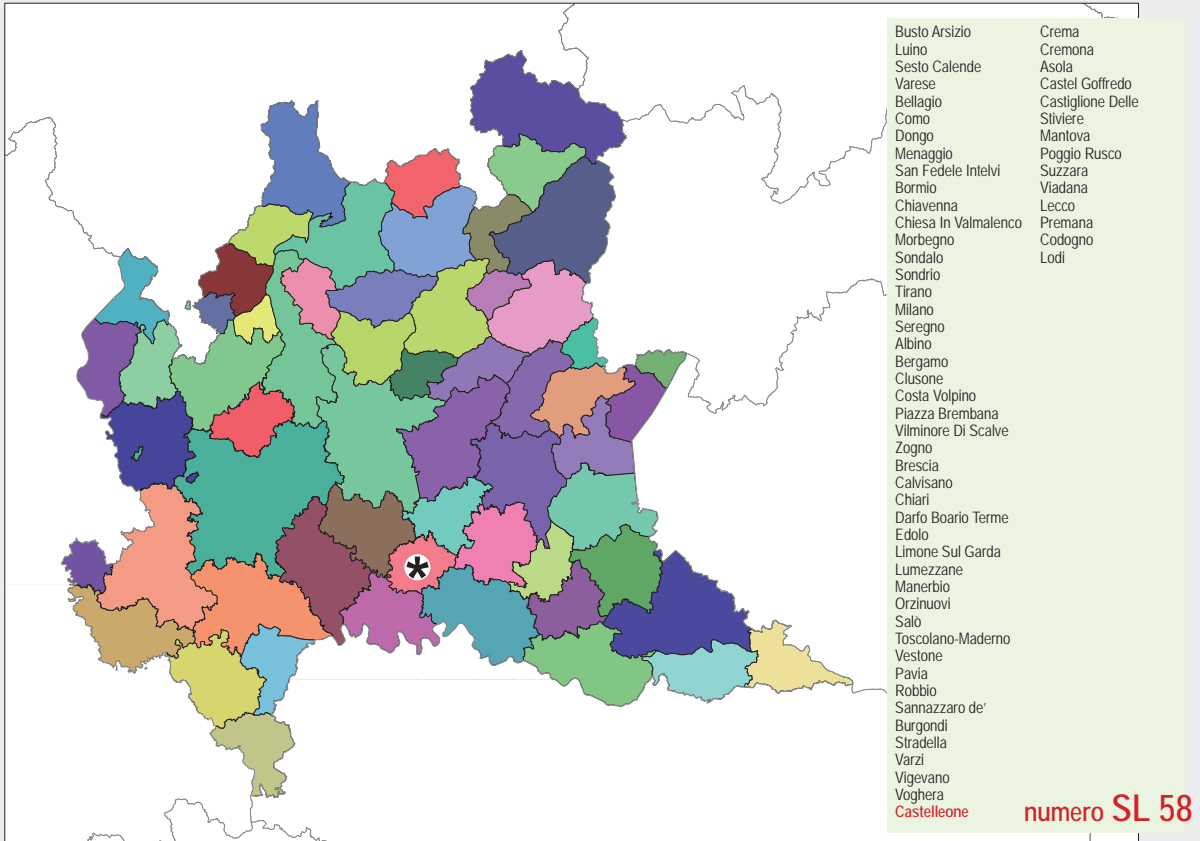 *
Busto Arsizio
Luino
Sesto Calende
Varese
Bellagio
Como
Dongo
Menaggio
San Fedele Intelvi
Bormio
Chiavenna
Chiesa In Valmalenco
Morbegno
Sondalo
Sondrio
Tirano
Milano
Seregno
Albino
Bergamo
Clusone
Costa Volpino
Piazza Brembana
Vilminore Di Scalve
Zogno
Brescia
Calvisano
Chiari
Darfo Boario Terme
Edolo
Limone Sul Garda
Lumezzane
Manerbio
Orzinuovi
Salò
Toscolano-Maderno
Vestone
Pavia
Robbio
Sannazzaro de'
Burgondi
Stradella
Varzi
Vigevano
Voghera
Castelleone
Crema
Cremona
Asola
Castel Goffredo
Castiglione Delle
Stiviere
Mantova
Poggio Rusco
Suzzara
Viadana
Lecco
Premana
Codogno
Lodi
numero SL 58